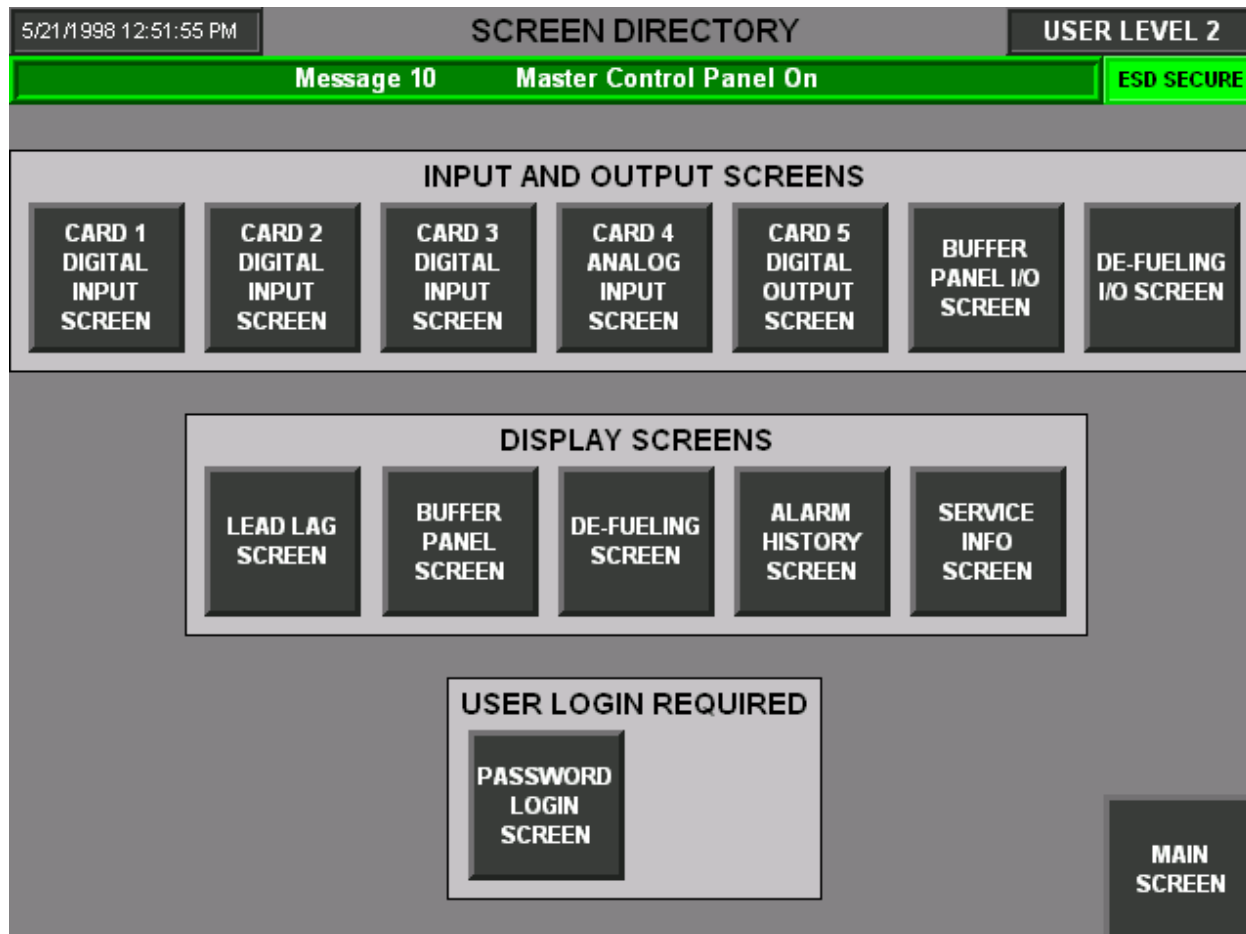 5/21/1998 12:51:55 PM
SCREEN DIRECTORY
USER LEVEL 2
Message 10 Master Control Panel On
ESD SECURE
INPUT AND OUTPUT SCREENS
CARD 1
DIGITAL
INPUT
SCREEN
CARD 2
DIGITAL
INPUT
SCREEN
CARD 3
DIGITAL
INPUT
SCREEN
CARD 4
ANALOG
INPUT
SCREEN
CARD 5
DIGITAL
OUTPUT
SCREEN
BUFFER
PANEL I/O
SCREEN
DE-FUELING
I/O SCREEN
DISPLAY SCREENS
LEAD LAG
SCREEN
BUFFER
PANEL
SCREEN
DE-FUELING
SCREEN
ALARM
HISTORY
SCREEN
SERVICE
INFO
SCREEN
USER LOGIN REQUIRED
PASSWORD
LOGIN
SCREEN
MAIN
SCREEN